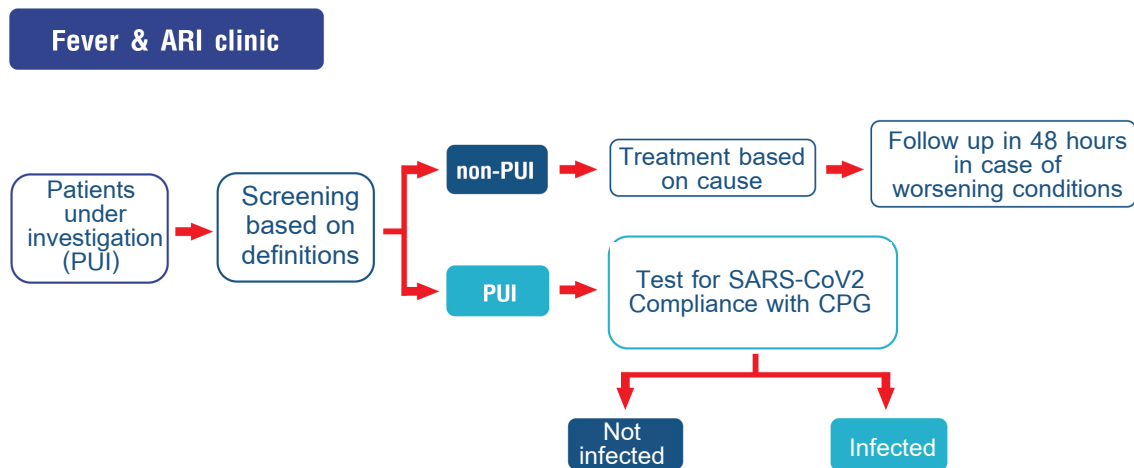 Fever & ARI clinic
Patients
under
investigation
(PUI)
Screening
based on
definitions
non-PUI
Treatment based
on cause
Follow up in 48 hours
in case of
worsening conditions
PUI
Test for SARS-CoV2
Compliance with CPG
Not
infected
Infected